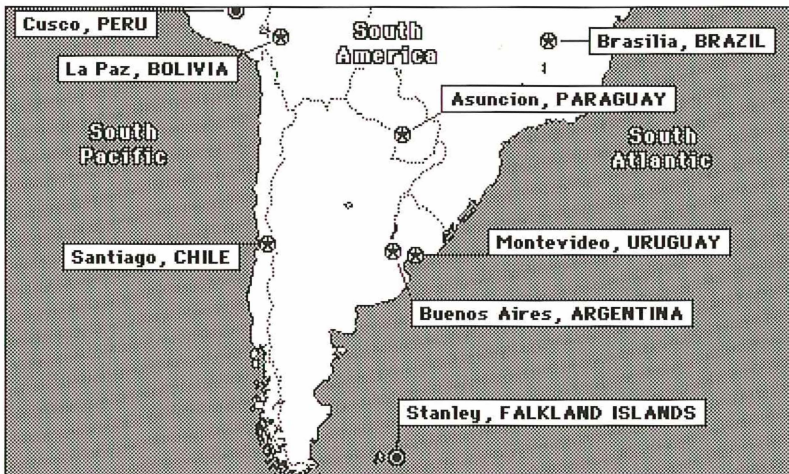 Cusco, PERU
South
America
Brasilia, BRAZIL
La Paz, BOLIVIA
Asuncion, PARAGUAY
South
Pacific
South
Atlantic
Santiago, CHILE
Montevideo, URUGUAY
Buenos Aires, ARGENTINA
Stanley, FALKLAND ISLANDS